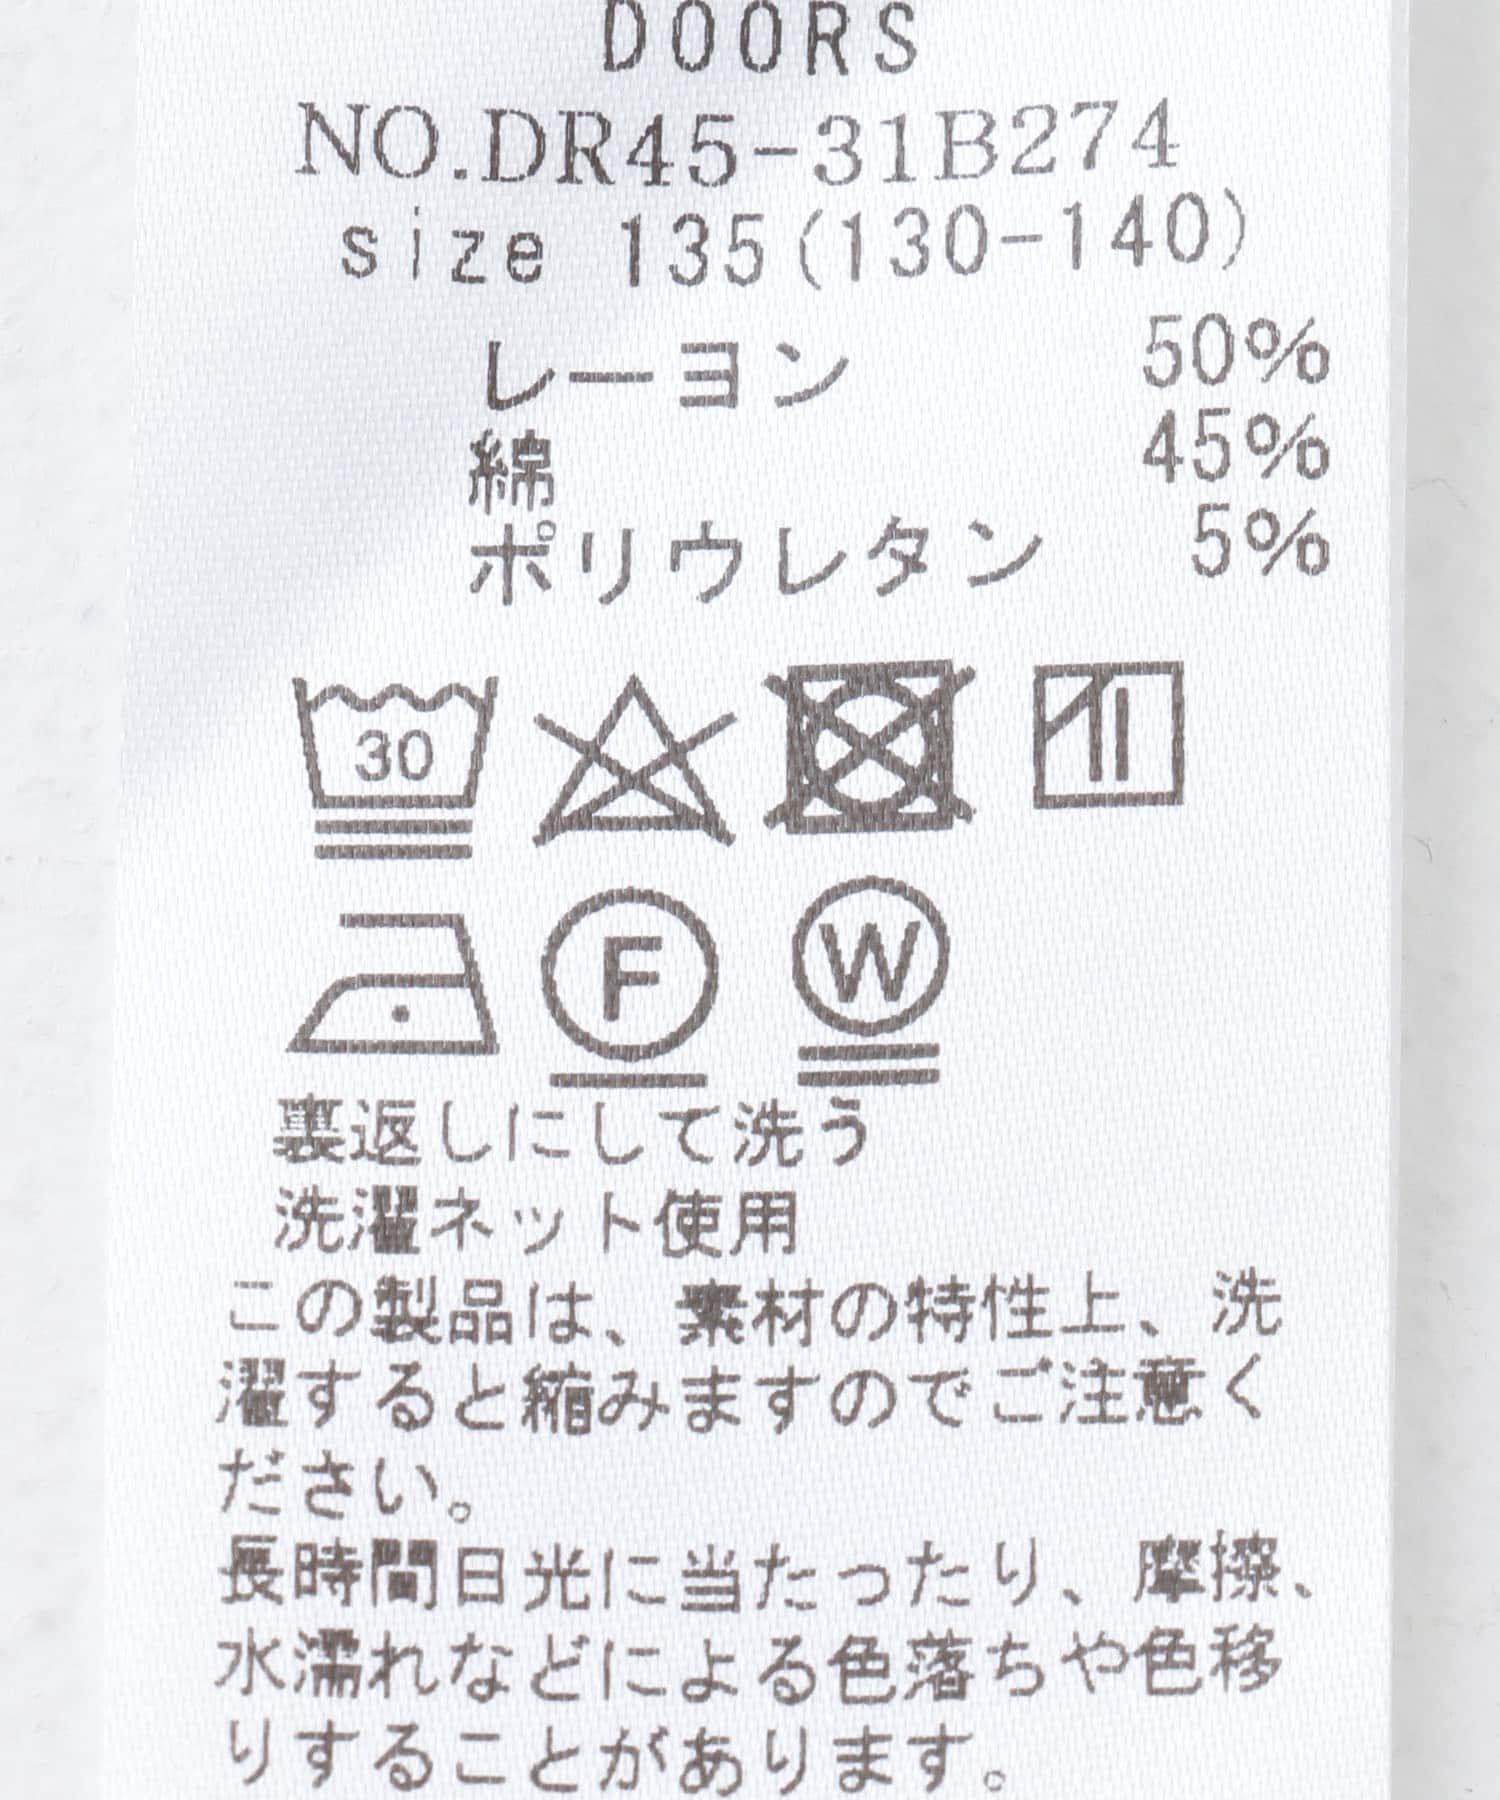 DOORS
NO.DR45-31B274
size 135(130-140)
レーヨン 50%
綿 45%
ポリウレタン 5%
30
F W
裏返しにして洗う
洗濯ネット使用
この製品は、素材の特性上、洗
濯すると縮みますのでご注意く
ださい。
長時間日光に当たったり、摩擦、
水濡れなどによる色落ちや色移
りすることがあります。